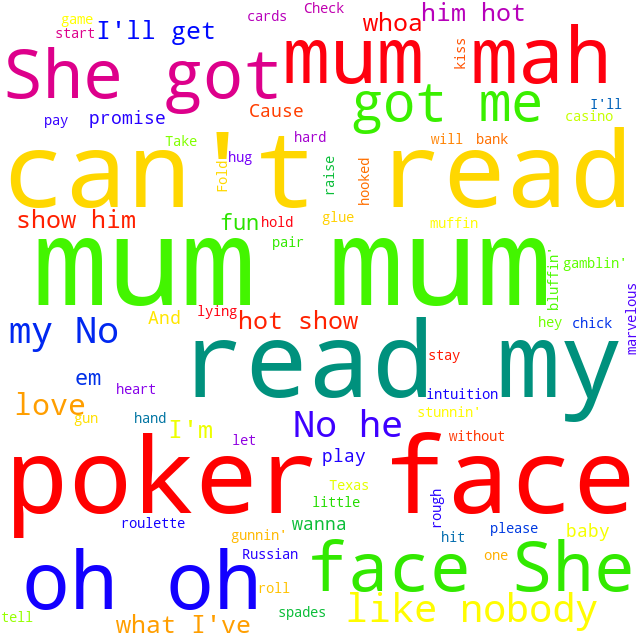 game
start
I'll get
cards
Check
whoa
him hot
She got
mum mah
kiss
got me
I'll
casino
pay
promise
Cause
Take
hard
will
bank
can't read
hug
Fold
raise
hooked
show him
fun
hold
glue
muffin
pair
mum mum
bluffin'
gamblin'
marvelous
lying
And
hot show
hey
chick
my No
read my
stay
em
heart
intuition
love
gun
hand
I'm
let
No he
stunnin'
without
play
poker face
Texas
little
rough
roulette
wanna
gunnin'
hit
please
baby
Russian
one
oh oh
face She
roll
tell
what I've
spades
like nobody